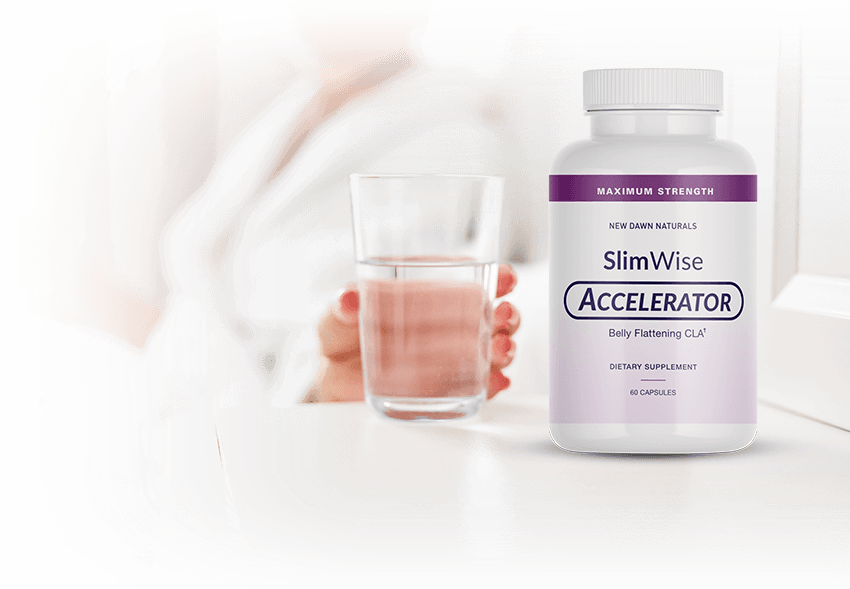 MAXIMUM STRENGTH
NEW DAWN NATURALS
SlimWise
ACCELERATOR
Belly Flattening CLA†
DIETARY SUPPLEMENT
60 CAPSULES